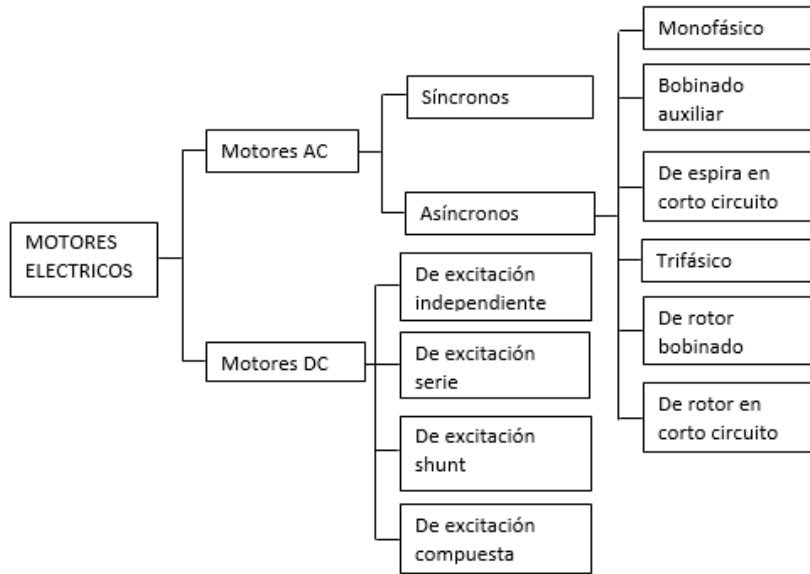 MOTORES
ELECTRICOS
Motores AC
Síncronos
Asíncronos
Monofásico
Bobinado
auxiliar
De espira en
corto circuito
Trifásico
De rotor
bobinado
De rotor en
corto circuito
Motores DC
De excitación
independiente
De excitación
serie
De excitación
shunt
De excitación
compuesta